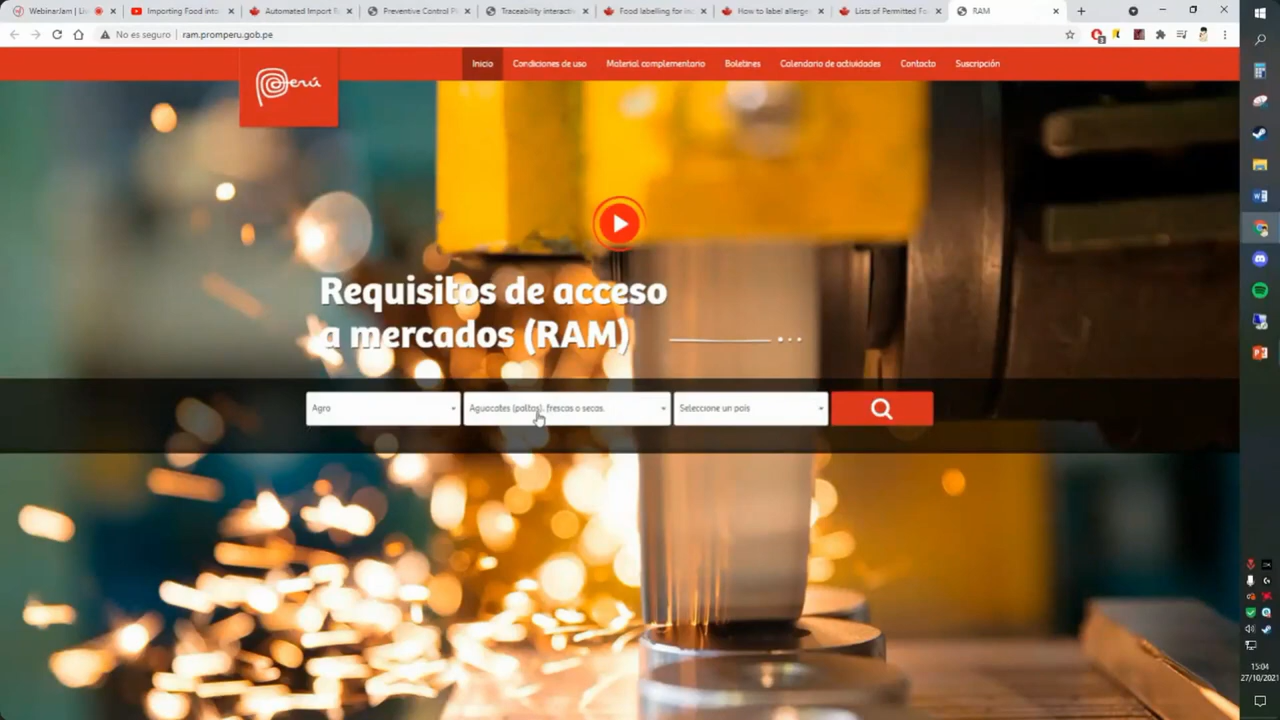 WebinarJam | Li
Importing Food into
Automated Import R
Preventive Control P
Traceability interacti
Food labelling for in
How to label allerge
Lists of Permitted Fo
RAM
No es seguro | ram.promperu.gob.pe
Perú
Inicio
Condiciones de uso
Material complementario
Boletines
Calendario de actividades
Contacto
Suscripción
Requisitos de acceso
a mercados (RAM)
Agro
Aguacates (paltas), frescas o secas.
Seleccione un país
15:04
27/10/2021